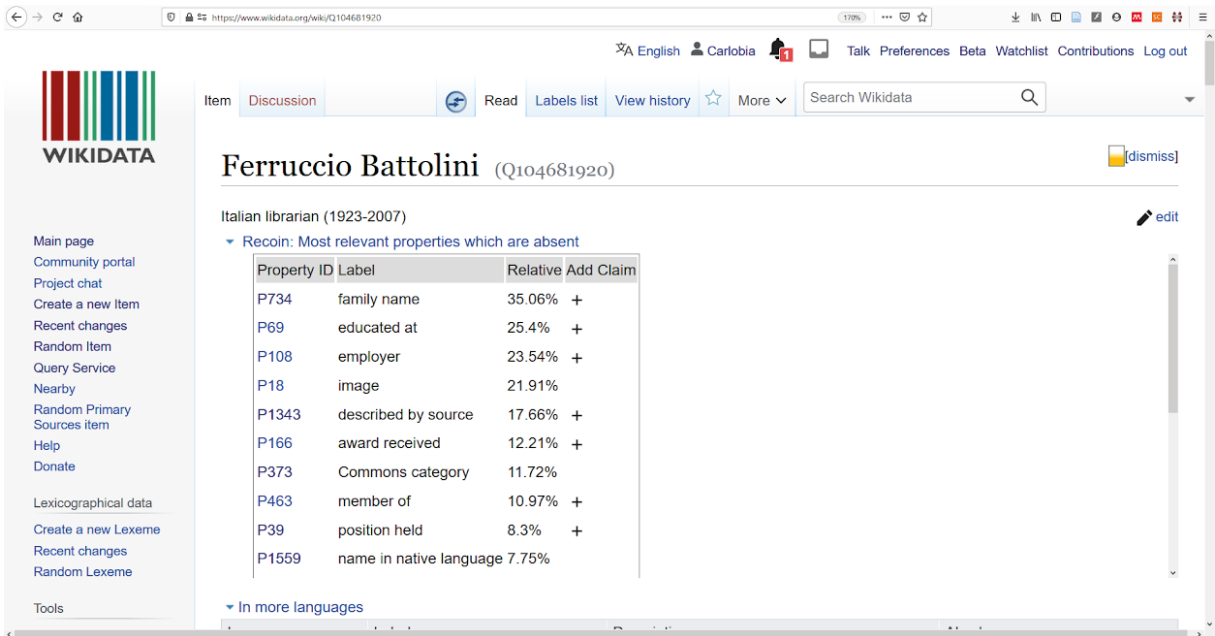 https://www.wikidata.org/wiki/Q104681920 170%
English Carlobia 1 Talk Preferences Beta Watchlist Contributions Log out
WIKIDATA
Item Discussion Read Labels list View history More Search Wikidata
Ferruccio Battolini (Q104681920) [dismiss]
Italian librarian (1923-2007) edit
Recoin: Most relevant properties which are absent
Property ID Label Relative Add Claim
P734 family name 35.06% +
P69 educated at 25.4% +
P108 employer 23.54% +
P18 image 21.91%
P1343 described by source 17.66% +
P166 award received 12.21% +
P373 Commons category 11.72%
P463 member of 10.97% +
P39 position held 8.3% +
P1559 name in native language 7.75%
In more languages
Main page
Community portal
Project chat
Create a new Item
Recent changes
Random Item
Query Service
Nearby
Random Primary
Sources item
Help
Donate
Lexicographical data
Create a new Lexeme
Recent changes
Random Lexeme
Tools